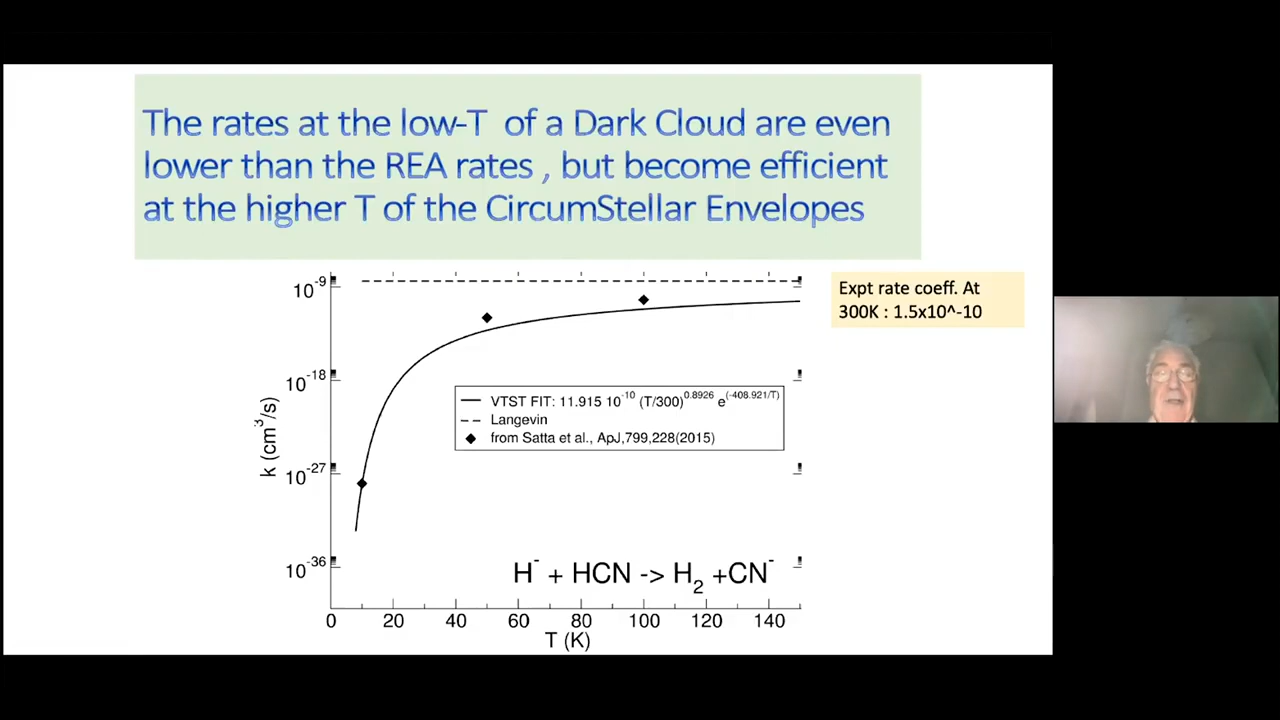 The rates at the low-T of a Dark Cloud are even
lower than the REA rates , but become efficient
at the higher T of the CircumStellar Envelopes
Expt rate coeff. At
300K : 1.5x10^-10
10^-9
10^-18
10^-27
10^-36
k (cm^3/s)
VTST FIT: 11.915 10^-10 (T/300)^0.8926 e^(-408.921/T)
Langevin
from Satta et al., ApJ,799,228(2015)
H^- + HCN -> H_2 +CN^-
0 20 40 60 80 100 120 140
T (K)